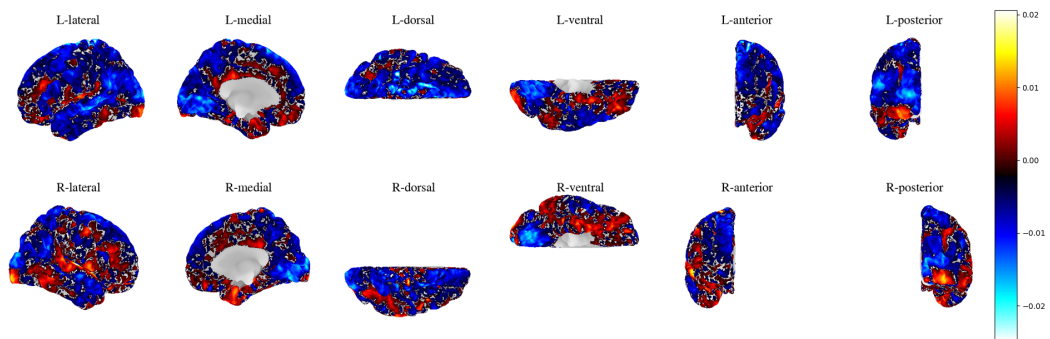 L-lateral
L-medial
L-dorsal
L-ventral
L-anterior
L-posterior
R-lateral
R-medial
R-dorsal
R-ventral
R-anterior
R-posterior
0.02
0.01
0.00
−0.01
−0.02